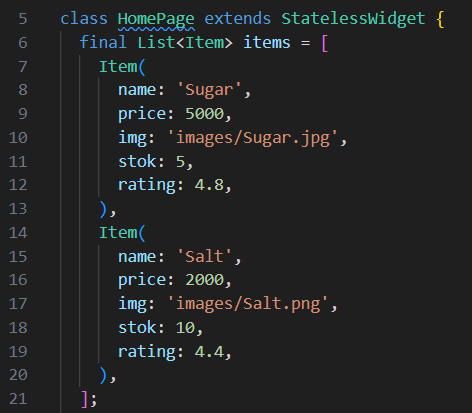 5 class HomePage extends StatelessWidget {
6   final List<Item> items = [
7     Item(
8       name: 'Sugar',
9       price: 5000,
10       img: 'images/Sugar.jpg',
11       stok: 5,
12       rating: 4.8,
13     ),
14     Item(
15       name: 'Salt',
16       price: 2000,
17       img: 'images/Salt.png',
18       stok: 10,
19       rating: 4.4,
20     ),
21   ];